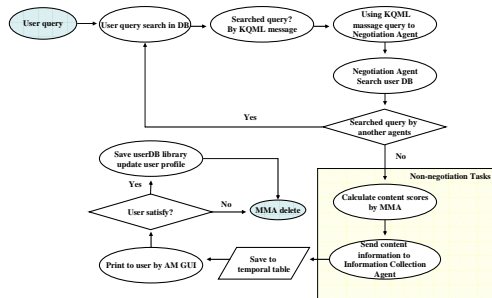 User query
User query search in DB
Searched query?
By KQML message
Using KQML
massage query to
Negotiation Agent
Negotiation Agent
Search user DB
Searched query by
another agents
Yes
No
Non-negotiation Tasks
Calculate content scores
by MMA
Send content
information to
Information Collection
Agent
Save to
temporal table
Print to user by AM GUI
User satisfy?
Yes
No
Save userDB library
update user profile
MMA delete